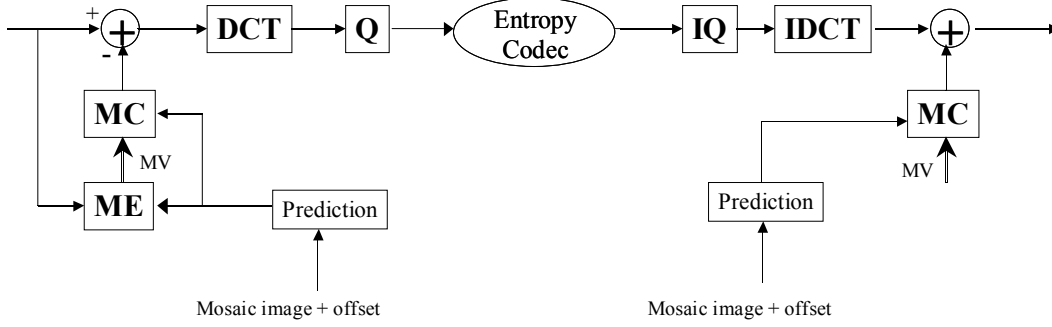 +
+
-
DCT
Q
Entropy
Codec
IQ
IDCT
+
MC
MV
ME
Prediction
Mosaic image + offset
MC
MV
Prediction
Mosaic image + offset